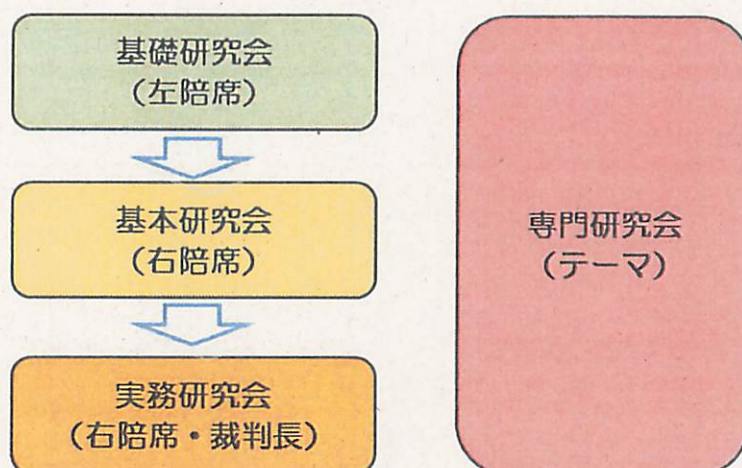 基礎研究会
(左陪席)
基本研究会
(右陪席)
実務研究会
(右陪席・裁判長)
専門研究会
(テーマ)